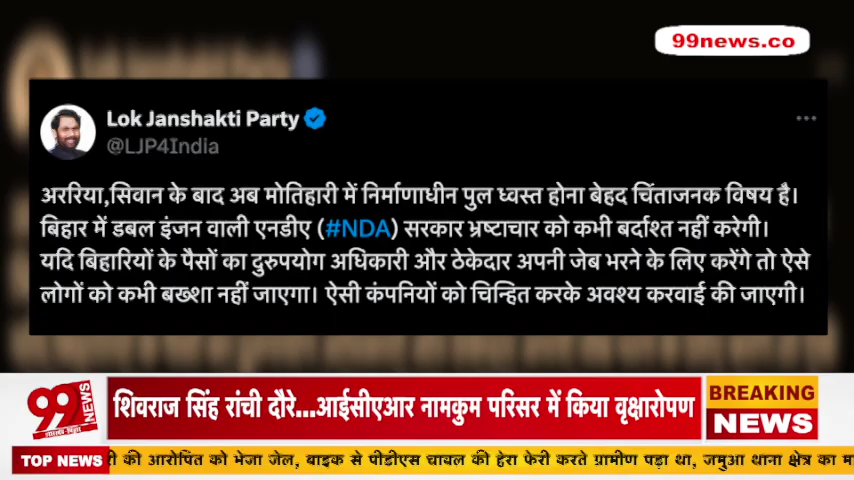 99news.co
Lok Janshakti Party
@LJP4India
अररिया,सिवान के बाद अब मोतिहारी में निर्माणाधीन पुल ध्वस्त होना बेहद चिंताजनक विषय है।
बिहार में डबल इंजन वाली एनडीए (#NDA) सरकार भ्रष्टाचार को कभी बर्दाश्त नहीं करेगी।
यदि बिहारियों के पैसों का दुरुपयोग अधिकारी और ठेकेदार अपनी जेब भरने के लिए करेंगे तो ऐसे
लोगों को कभी बख्शा नहीं जाएगा। ऐसी कंपनियों को चिन्हित करके अवश्य करवाई की जाएगी।
99 NEWS
शिवराज सिंह रांची दौरे...आईसीएआर नामकुम परिसर में किया वृक्षारोपण
BREAKING
NEWS
TOP NEWS
री की आरोपित को भेजा जेल, बाइक से पीडीएस चावल की हेरा फेरी करते ग्रामीण पड़ा था, जमुआ थाना क्षेत्र का मा